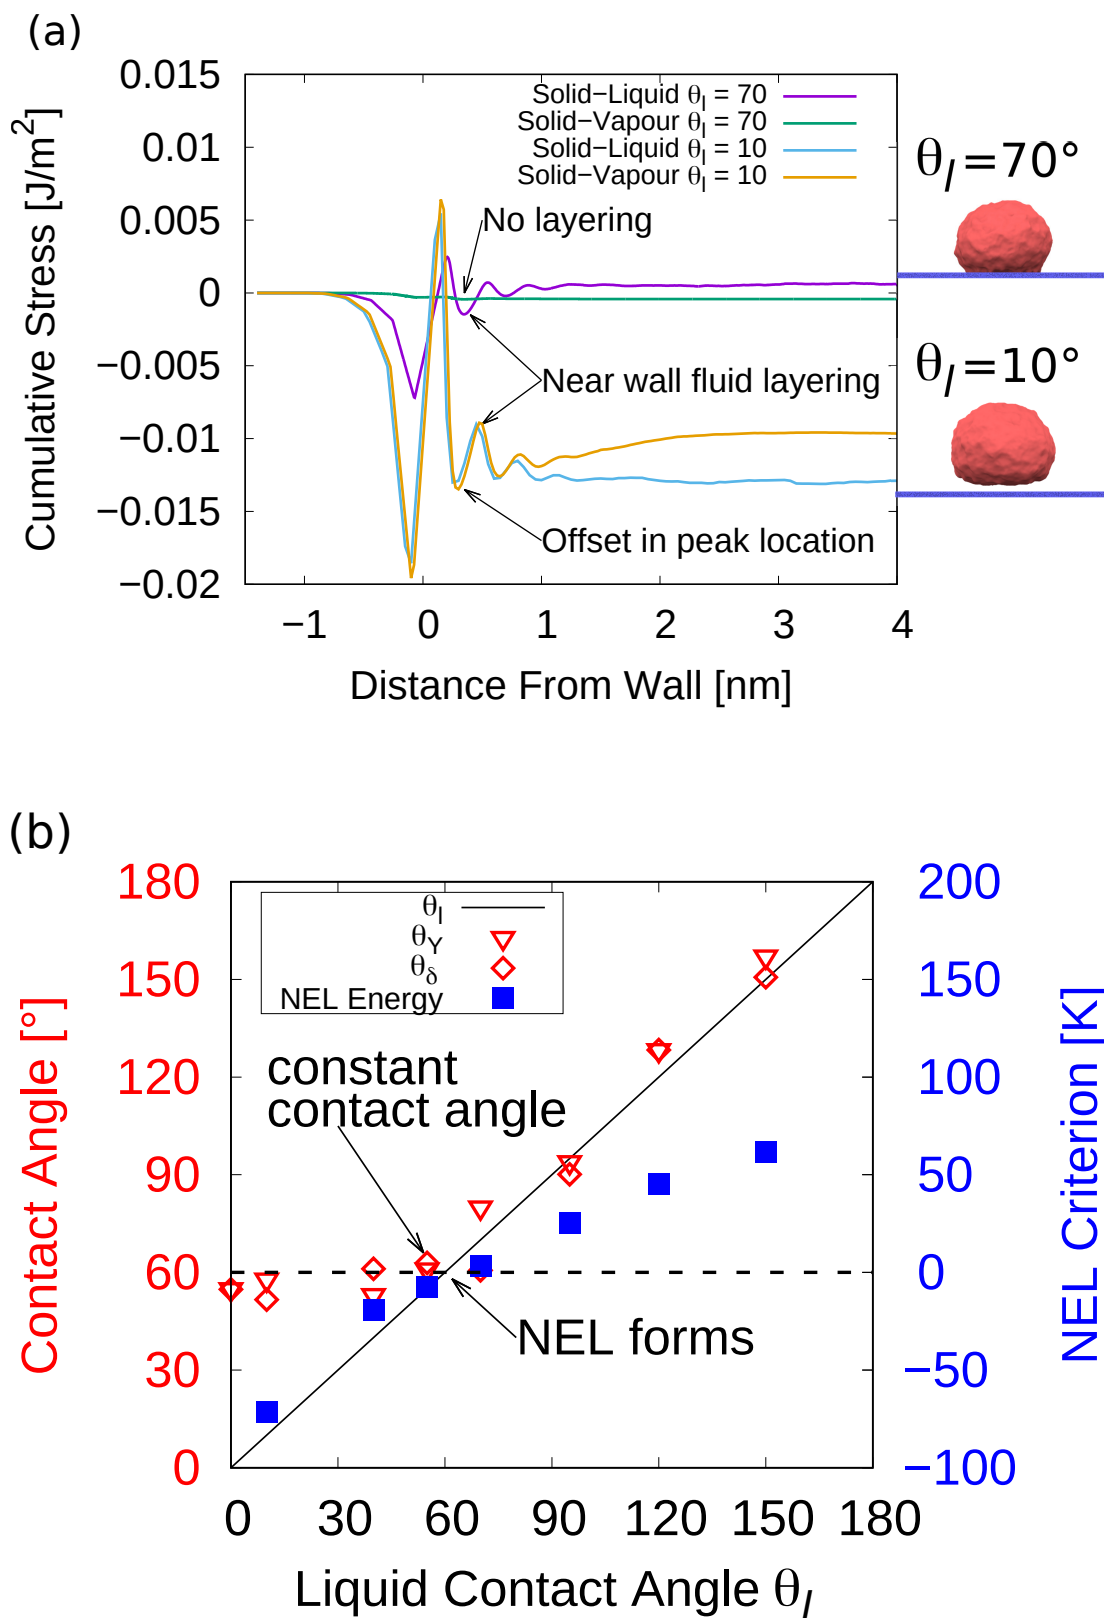 (a)
Cumulative Stress [J/m²]
0.015
0.01
0.005
0
−0.005
−0.01
−0.015
−0.02
Solid−Liquid θl = 70
Solid−Vapour θl = 70
Solid−Liquid θl = 10
Solid−Vapour θl = 10
No layering
Near wall fluid layering
Offset in peak location
−1 0 1 2 3 4
Distance From Wall [nm]
θl=70°
θl=10°
(b)
Contact Angle [°]
180
150
120
90
60
30
0
θl
θY
θδ
NEL Energy
constant
contact angle
NEL forms
200
150
100
50
0
−50
−100
NEL Criterion [K]
0 30 60 90 120 150 180
Liquid Contact Angle θl